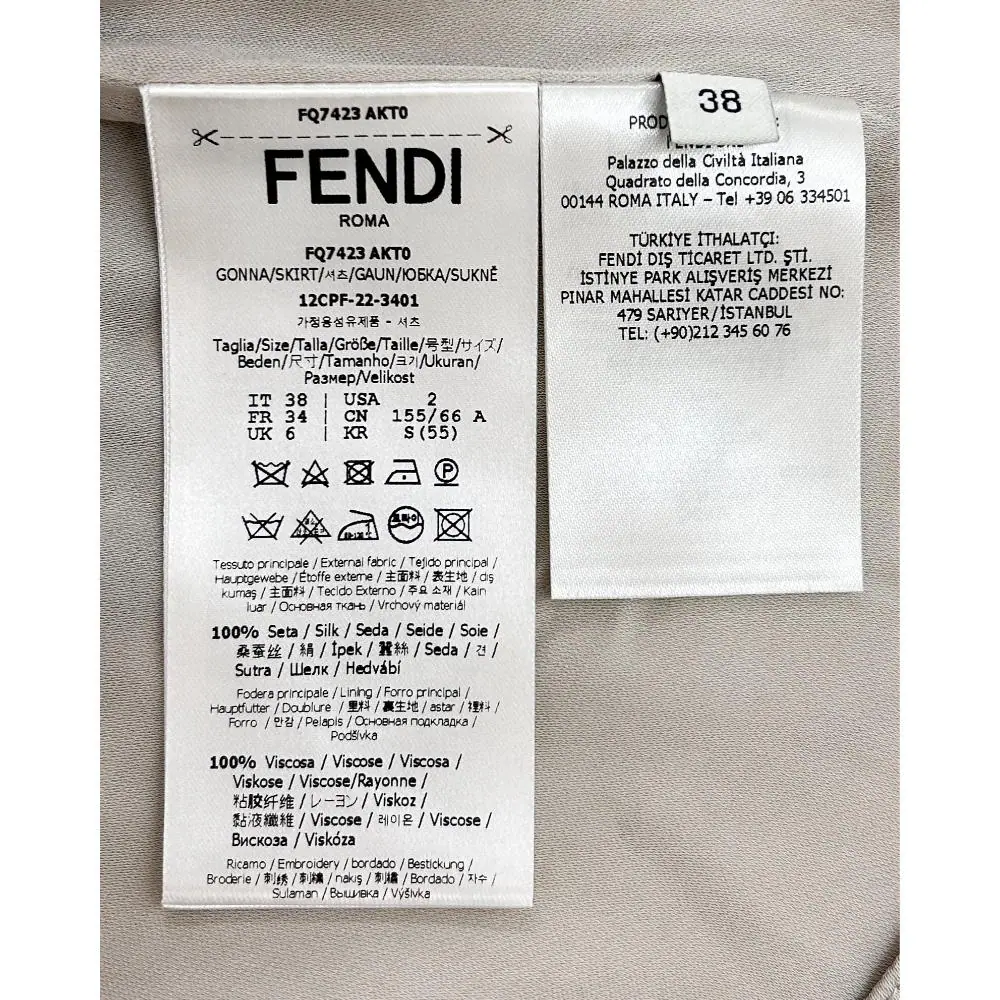 FQ7423 AKT0
FENDI
ROMA
FQ7423 AKT0
GONNA/SKIRT/셔츠/GAUN/ЮБКА/SUKNĚ
12CPF-22-3401
가정용섬유제품 - 셔츠
Taglia/Size/Talla/Größe/Taille/号型/サイズ/
Beden/尺寸/Tamanho/크기/Ukuran/
Размер/Velikost
IT 38 | USA 2
FR 34 | CN 155/66 A
UK 6 | KR S(55)
P
드라이
Tessuto principale / External fabric / Tejido principal /
Hauptgewebe / Étoffe externe / 主面料 / 表生地 / dış
kumaş / 主面料 / Tecido Externo / 주요 소재 / Kain
luar / Основная ткань / Vrchový materiál
100% Seta / Silk / Seda / Seide / Soie /
桑蚕丝 / 絹 / İpek / 蠶絲 / Seda / 견 /
Sutra / Шелк / Hedvábí
Fodera principale / Lining / Forro principal /
Hauptfutter / Doublure / 里料 / 裏生地 / astar / 裡料 /
Forro / 안감 / Pelapis / Основная подкладка /
Podšívka
100% Viscosa / Viscose / Viscosa /
Viskose / Viscose/Rayonne /
粘胶纤维 / レーヨン / Viskoz /
黏液纖維 / Viscose / 레이온 / Viscose /
Вискоза / Viskóza
Ricamo / Embroidery / bordado / Bestickung /
Broderie / 刺绣 / 刺繍 / nakış / 刺繡 / Bordado / 자수 /
Sulaman / Вышивка / Výšivka
38
PROD :
Palazzo della Civiltà Italiana
Quadrato della Concordia, 3
00144 ROMA ITALY – Tel +39 06 334501
TÜRKİYE İTHALATÇI:
FENDİ DIŞ TİCARET LTD. ŞTİ.
İSTİNYE PARK ALIŞVERİŞ MERKEZİ
PINAR MAHALLESİ KATAR CADDESİ NO:
479 SARIYER/İSTANBUL
TEL: (+90)212 345 60 76